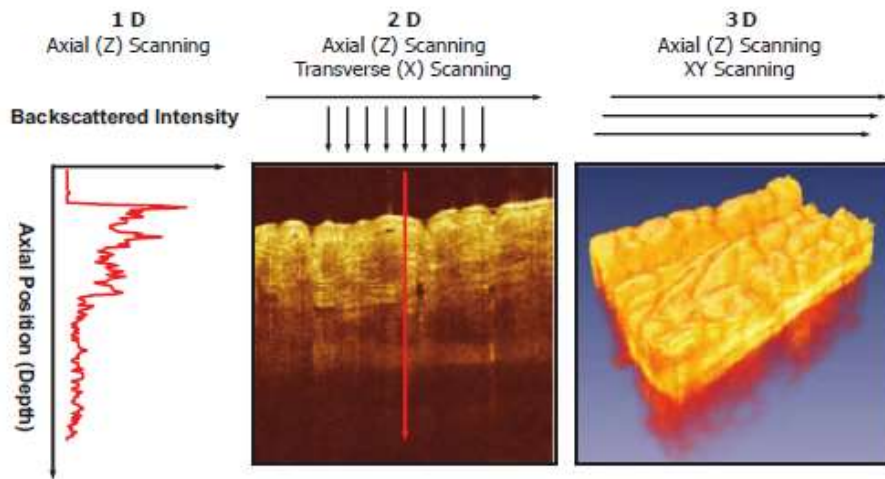 1 D
Axial (Z) Scanning
2 D
Axial (Z) Scanning
Transverse (X) Scanning
3 D
Axial (Z) Scanning
XY Scanning
Backscattered Intensity
Axial Position (Depth)